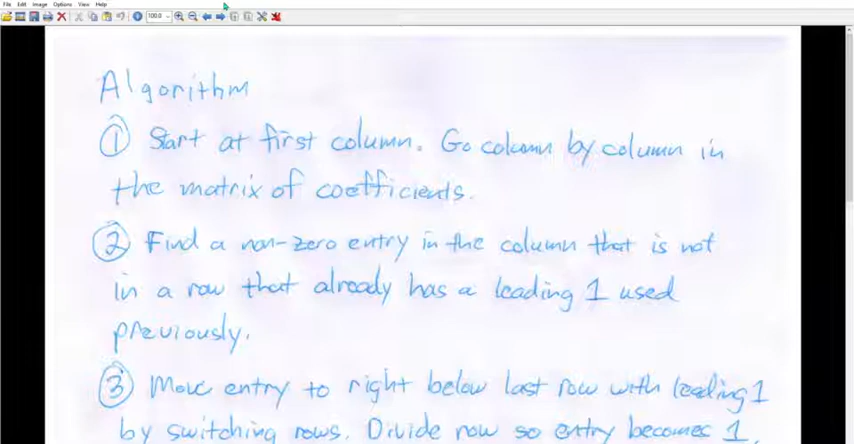 File Edit Image Options View Help
100.0
Algorithm
① Start at first column. Go column by column in
the matrix of coefficients.
② Find a non-zero entry in the column that is not
in a row that already has a leading 1 used
previously.
③ Move entry to right below last row with leading 1
by switching rows. Divide row so entry becomes 1.